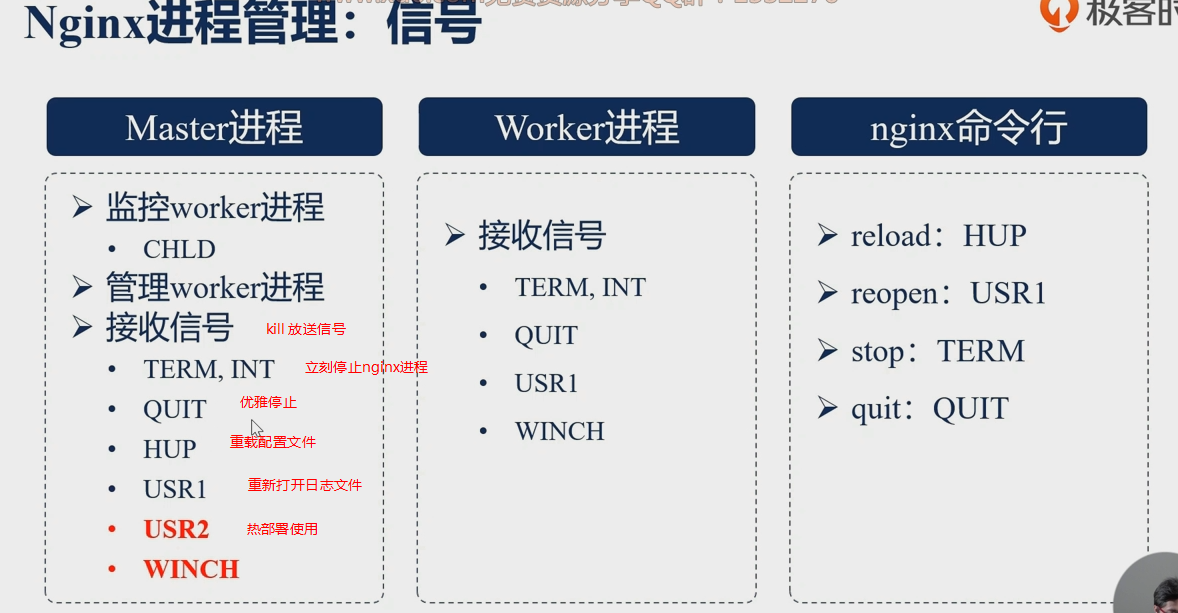 Nginx进程管理：信号
极客时
Master进程
监控worker进程
CHLD
管理worker进程
接收信号 kill 放送信号
TERM, INT 立刻停止nginx进程
QUIT 优雅停止
HUP 重载配置文件
USR1 重新打开日志文件
USR2 热部署使用
WINCH
Worker进程
接收信号
TERM, INT
QUIT
USR1
WINCH
nginx命令行
reload：HUP
reopen：USR1
stop：TERM
quit：QUIT